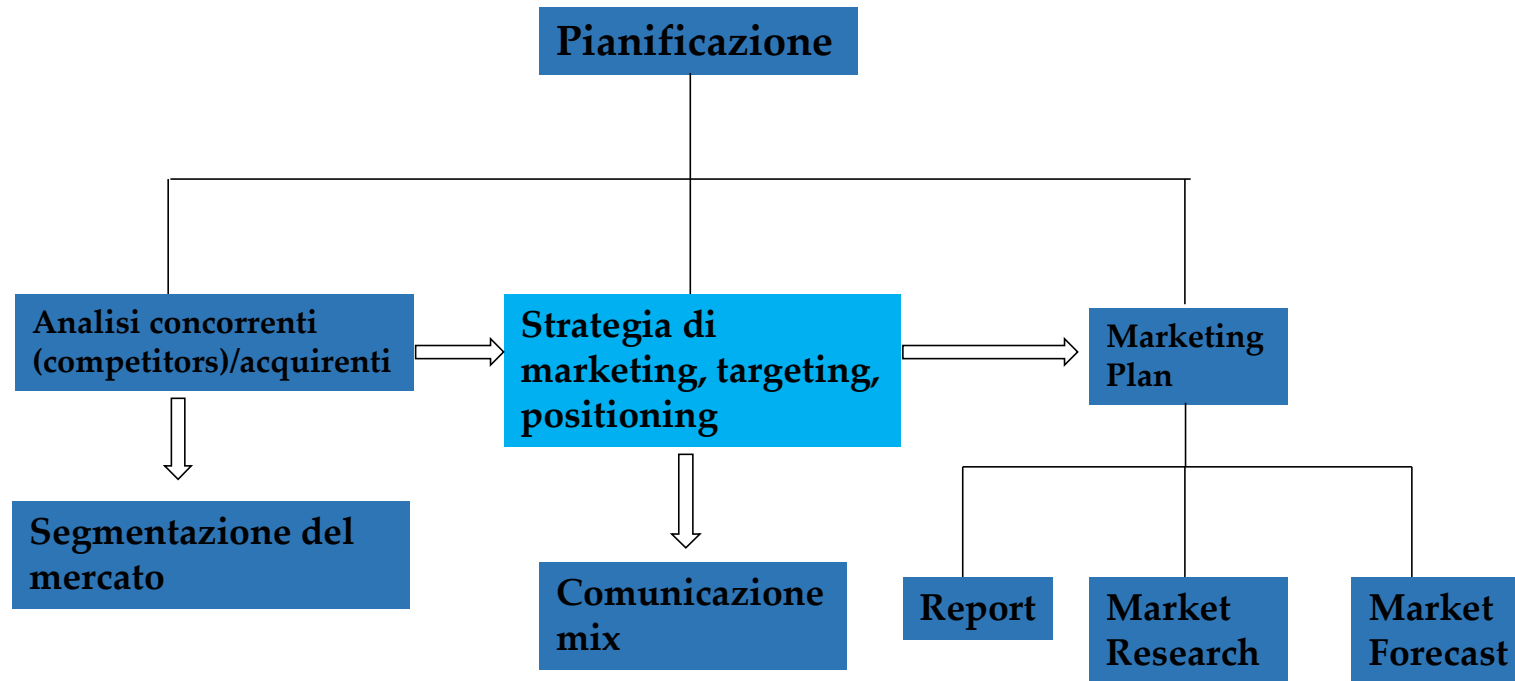 Pianificazione
Analisi concorrenti
(competitors)/acquirenti
Strategia di
marketing, targeting,
positioning
Marketing
Plan
Segmentazione del
mercato
Comunicazione
mix
Report
Market
Research
Market
Forecast